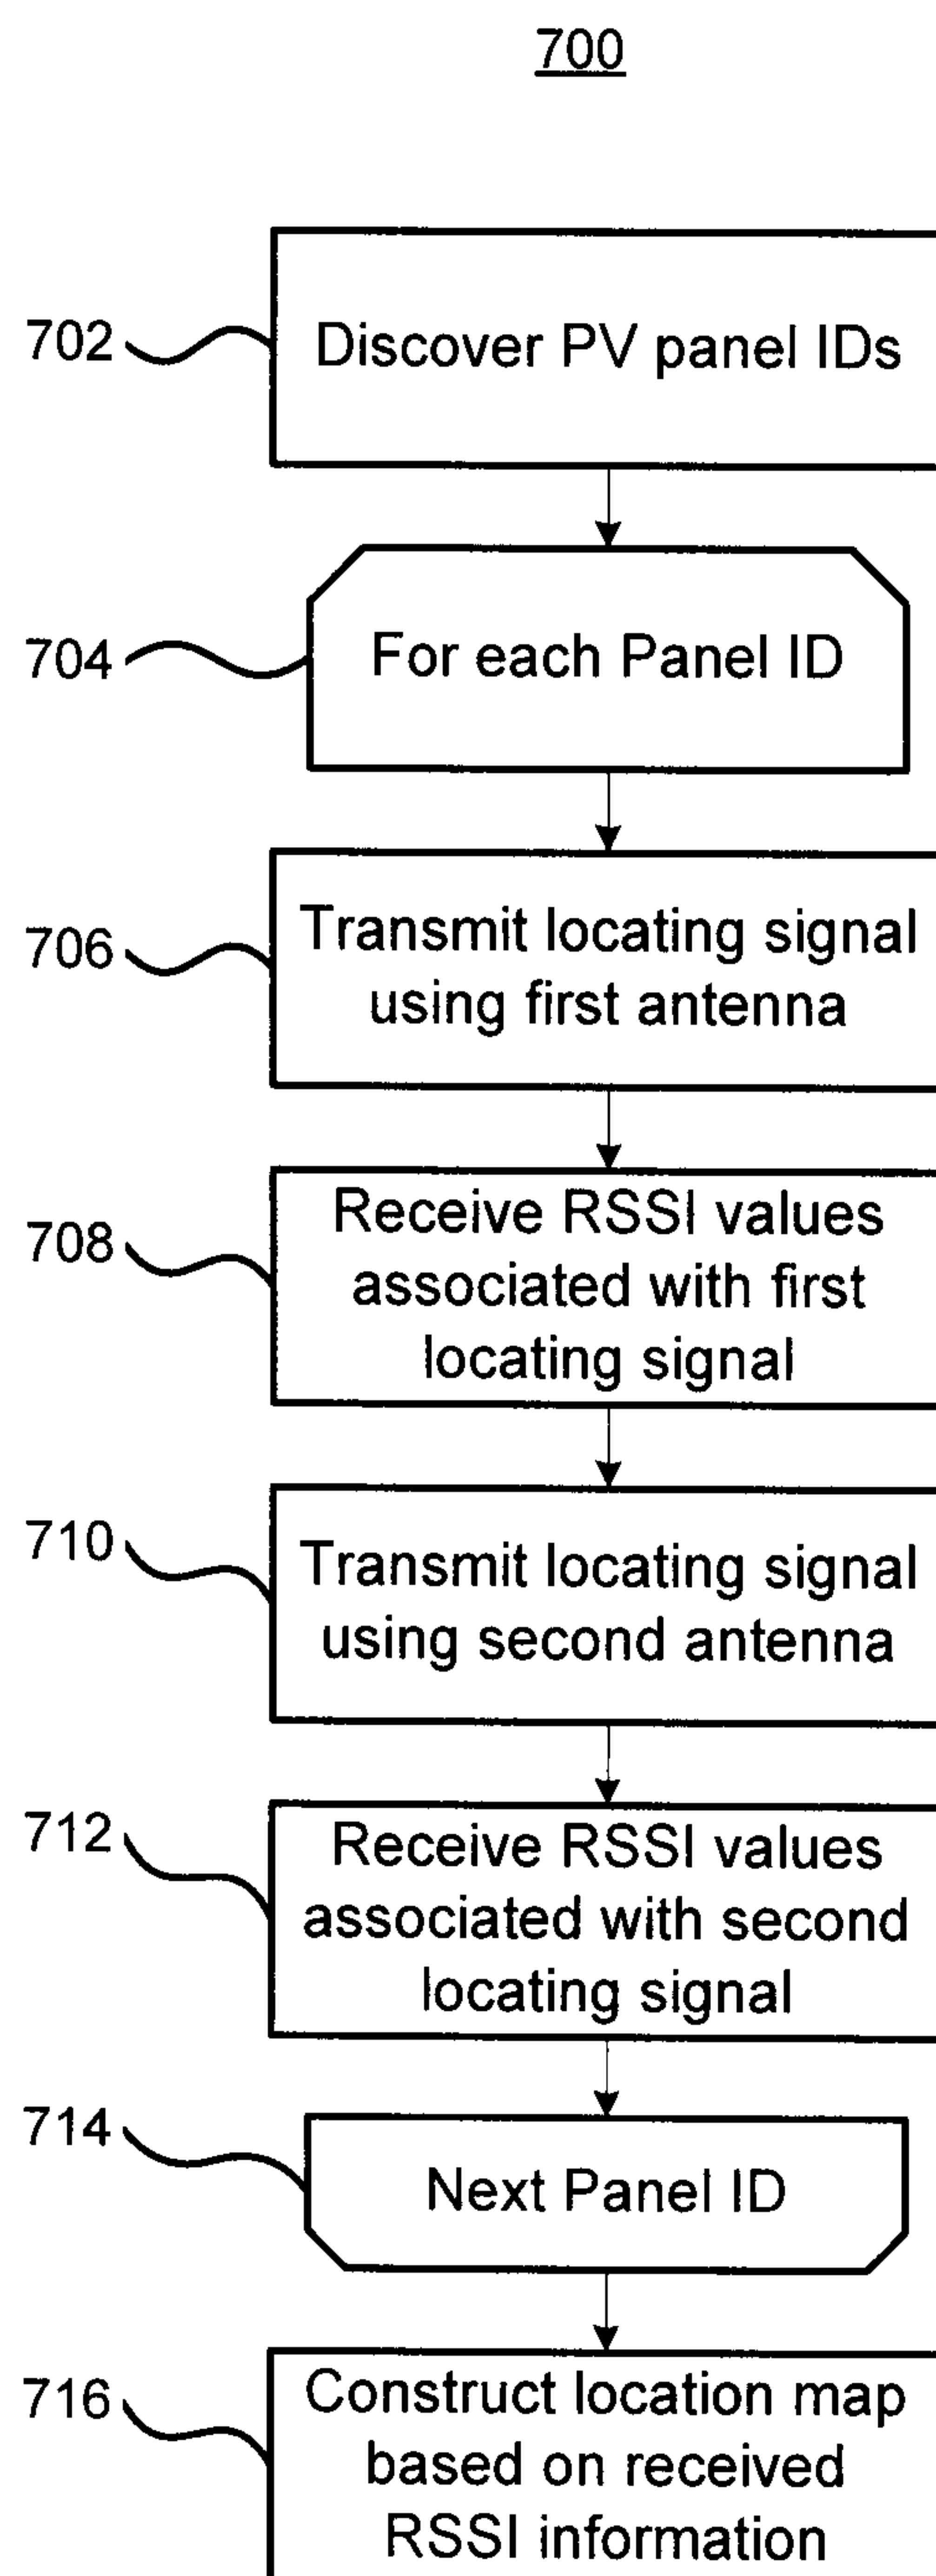 700
702
Discover PV panel IDs
704
For each Panel ID
706
Transmit locating signal
using first antenna
708
Receive RSSI values
associated with first
locating signal
710
Transmit locating signal
using second antenna
712
Receive RSSI values
associated with second
locating signal
714
Next Panel ID
716
Construct location map
based on received
RSSI information